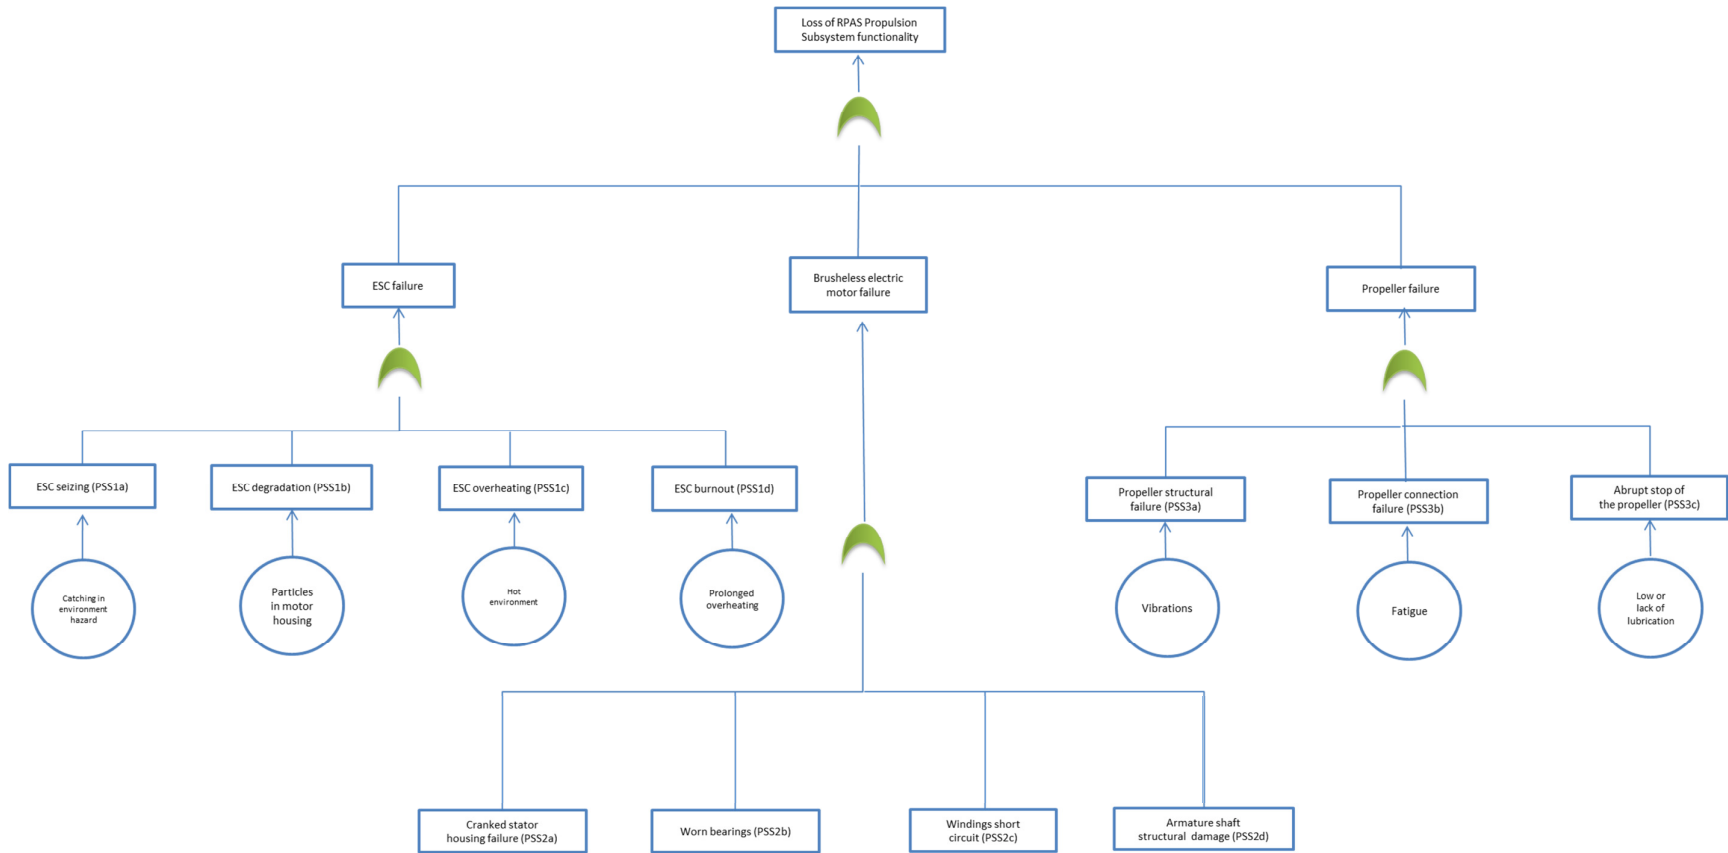 Loss of RPAS Propulsion
Subsystem functionality
ESC failure
Brusheless electric
motor failure
Propeller failure
ESC seizing (PSS1a)
ESC degradation (PSS1b)
ESC overheating (PSS1c)
ESC burnout (PSS1d)
Propeller structural
failure (PSS3a)
Propeller connection
failure (PSS3b)
Abrupt stop of
the propeller (PSS3c)
Catching in
environment
hazard
Particles
in motor
housing
Hot
environment
Prolonged
overheating
Vibrations
Fatigue
Low or
lack of
lubrication
Cranked stator
housing failure (PSS2a)
Worn bearings (PSS2b)
Windings short
circuit (PSS2c)
Armature shaft
structural damage (PSS2d)